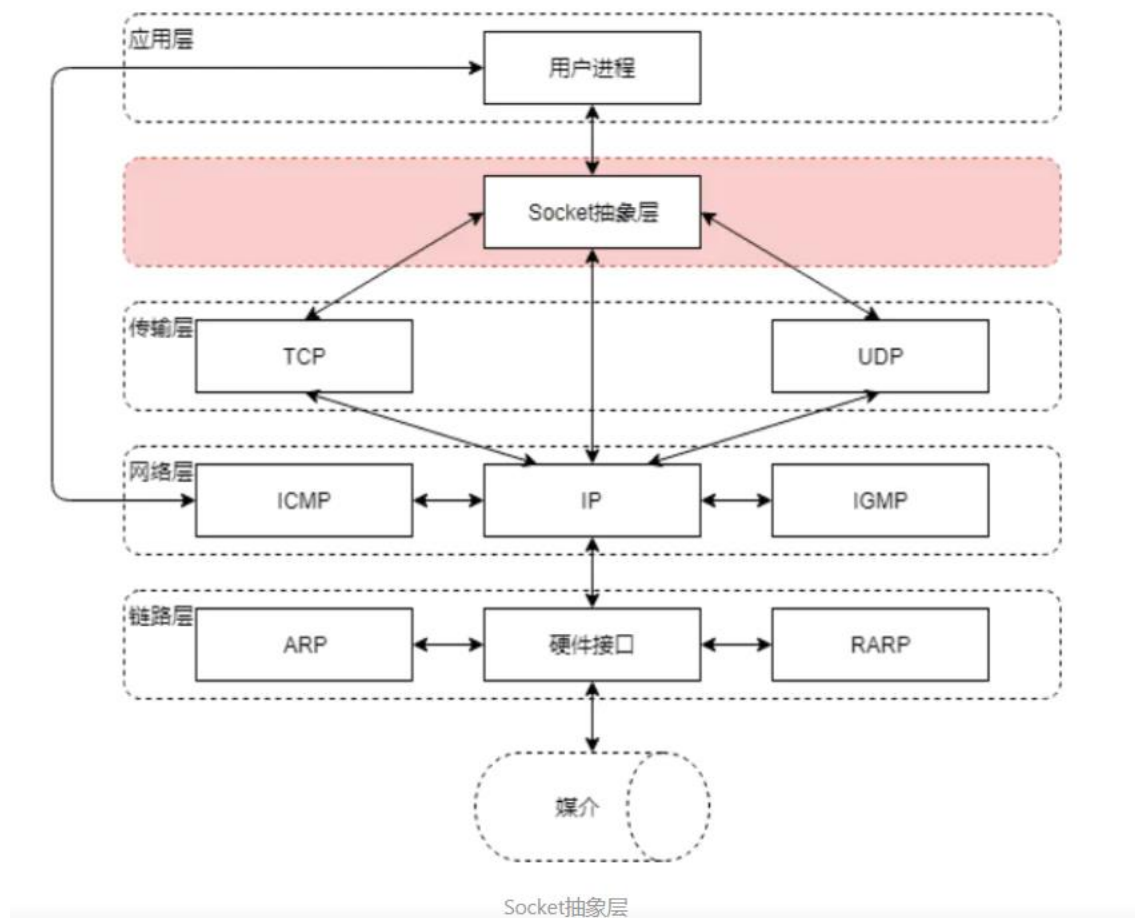 应用层
用户进程
Socket抽象层
传输层
TCP
UDP
网络层
ICMP
IP
IGMP
链路层
ARP
硬件接口
RARP
媒介
Socket抽象层